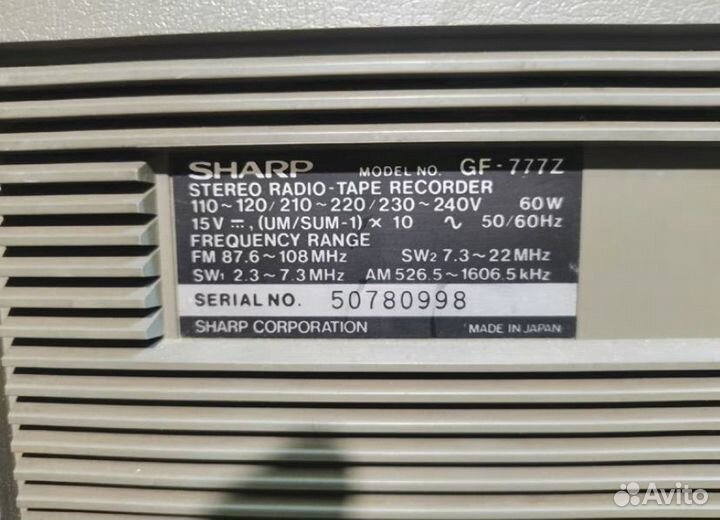 SHARP MODEL NO. GF-777Z
STEREO RADIO-TAPE RECORDER
110~120/210~220/230~240V 60W
15V ⎓, (UM/SUM-1) × 10 ∿ 50/60Hz
FREQUENCY RANGE
FM 87.6~108MHz SW2 7.3~22MHz
SW1 2.3~7.3MHz AM 526.5~1606.5kHz
SERIAL NO. 50780998
SHARP CORPORATION MADE IN JAPAN
Avito